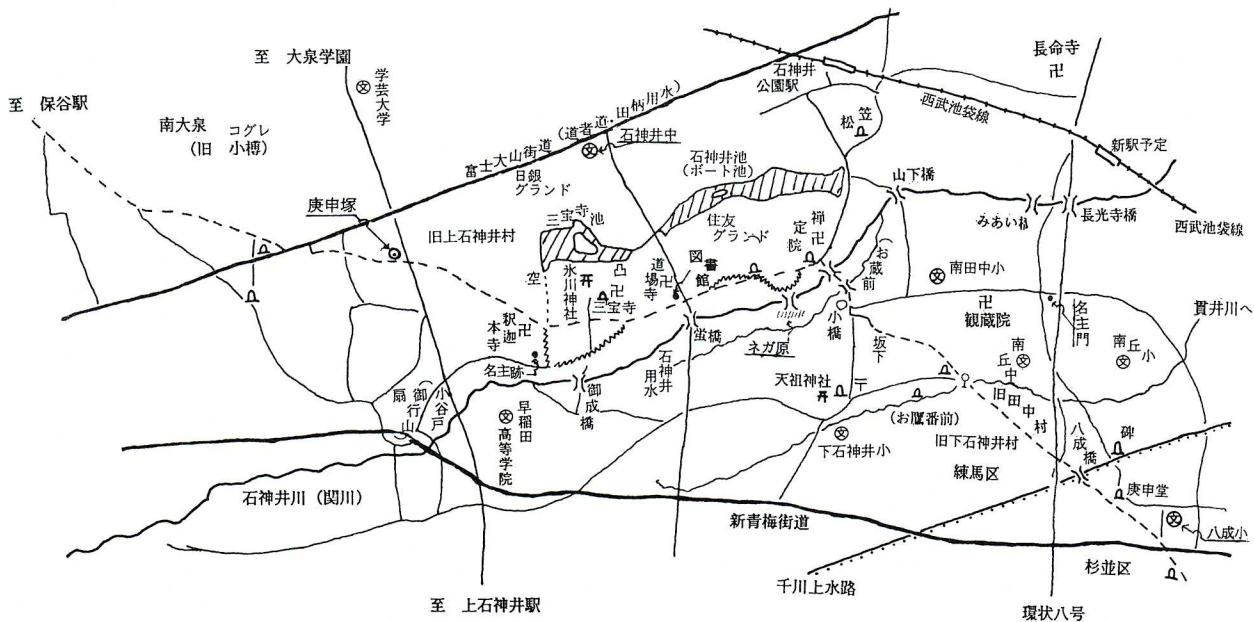 至　大泉学園
学芸大学
至　保谷駅
南大泉　コグレ
（旧　小榑）
庚申塚
富士大山街道（道者道・田柄用水）
日銀
グランド
石神井中
石神井
公園駅
長命寺
西武池袋線
新駅予定
笠松
石神井池
（ボート池）
山下橋
長光寺橋
西武池袋線
住友
グランド
三宝寺池
旧上石神井村
禅定院
（お蔵前）
南田中小
図書館
道場寺
三宝寺
氷川神社
空
釈迦本寺
名主跡
蛍橋
小橋
ネガ原
坂下
観蔵院
名主門
貫井川へ
南丘中
南丘小
石神井用水
御成橋
天祖神社
〒
小谷戸
（御行山
扇
早稲田高等学院
（お鷹番前）
下石神井小
旧田中村
旧下石神井村
練馬区
八成橋
碑
庚申堂
八成小
石神井川（関川）
新青梅街道
杉並区
千川上水路
至　上石神井駅
環状八号